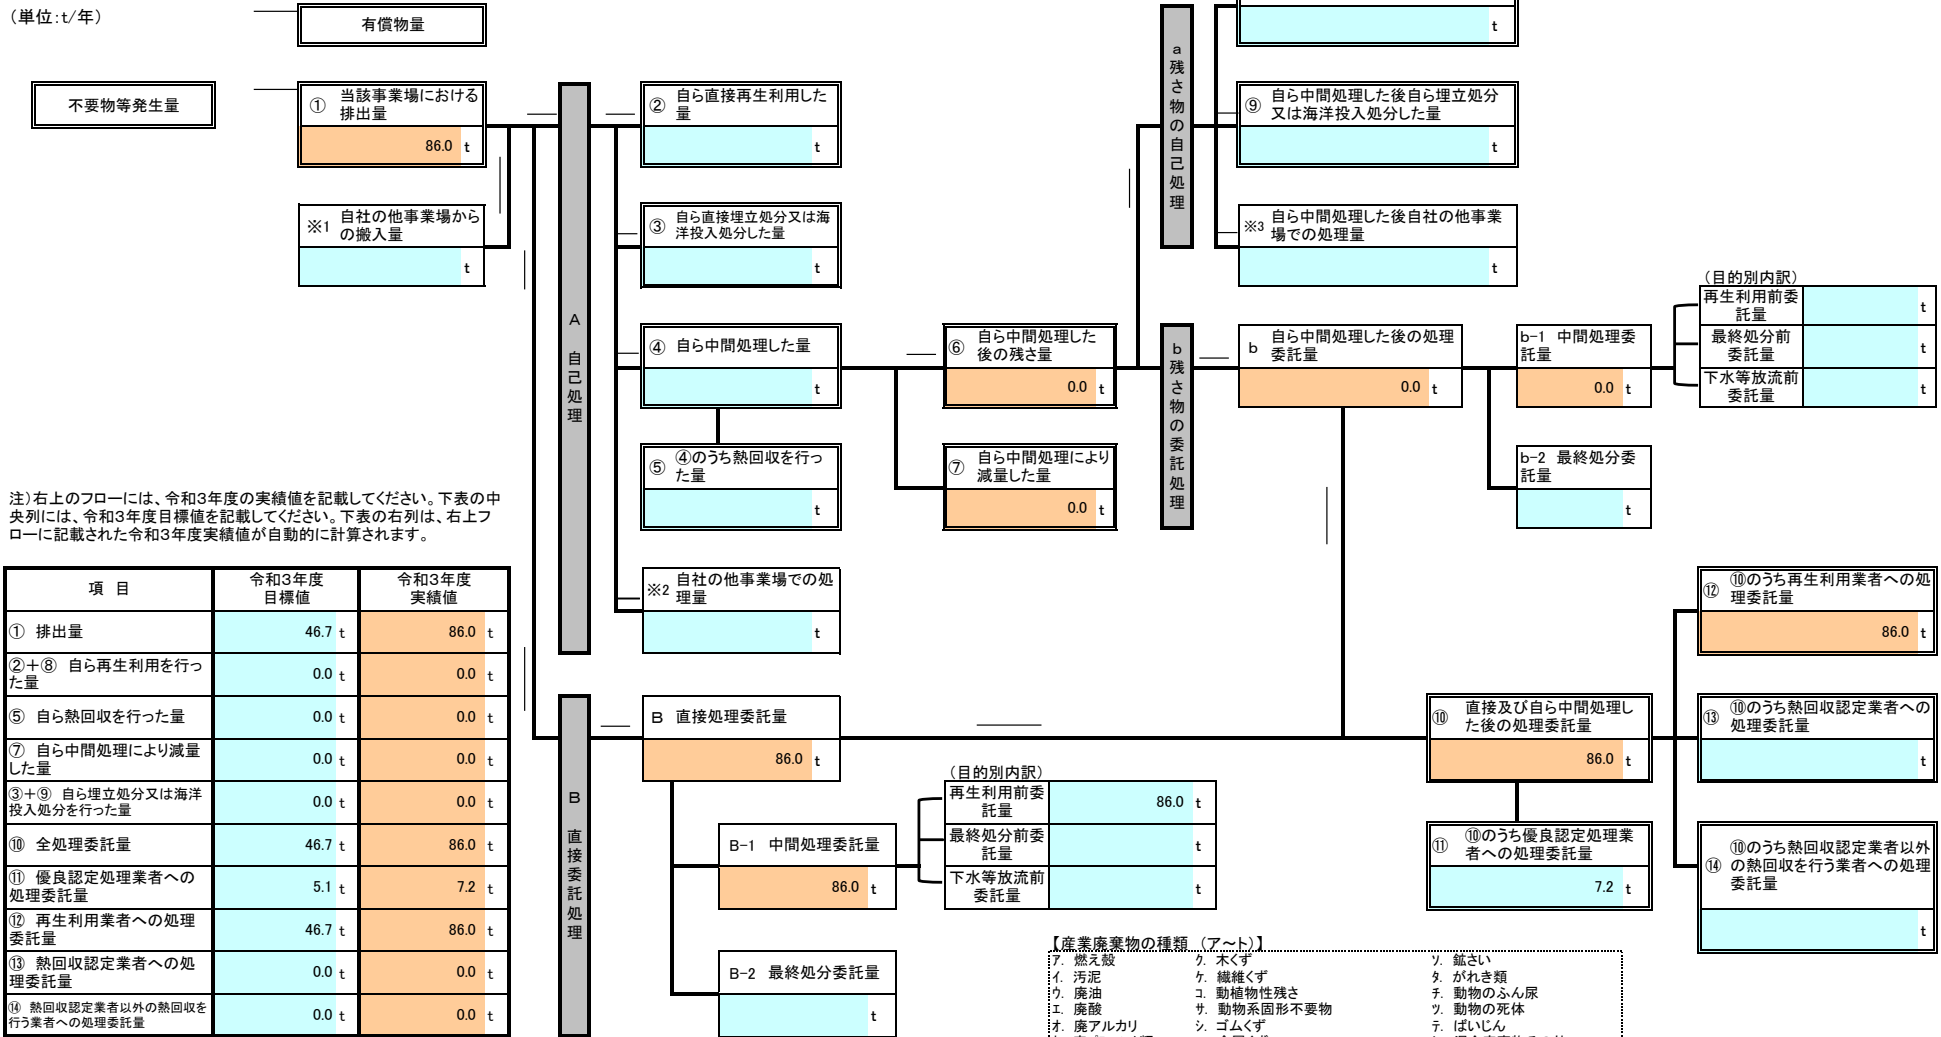 (単位:t/年)
有償物量
t
不要物等発生量
① 当該事業場における
排出量
86.0 t
※1 自社の他事業場から
の搬入量
t
A 自己処理
② 自ら直接再生利用した
量
t
③ 自ら直接埋立処分又は海
洋投入処分した量
t
④ 自ら中間処理した量
t
⑤ ④のうち熱回収を行っ
た量
t
※2 自社の他事業場での処
理量
t
⑥ 自ら中間処理した
後の残さ量
0.0 t
⑦ 自ら中間処理により
減量した量
0.0 t
a 残さ物の自己処理
⑨ 自ら中間処理した後自ら埋立処分
又は海洋投入処分した量
t
※3 自ら中間処理した後自社の他事業
場での処理量
t
b 残さ物の委託処理
b 自ら中間処理した後の処理
委託量
0.0 t
b-1 中間処理委
託量
0.0 t
b-2 最終処分委
託量
t
(目的別内訳)
再生利用前委
託量
t
最終処分前
委託量
t
下水等放流前
委託量
t
注)右上のフローには、令和3年度の実績値を記載してください。下表の中
央列には、令和3年度目標値を記載してください。下表の右列は、右上フ
ローに記載された令和3年度実績値が自動的に計算されます。
項 目 令和3年度 令和3年度
目標値 実績値
① 排出量 46.7 t 86.0 t
②+⑧ 自ら再生利用を行っ
た量 0.0 t 0.0 t
⑤ 自ら熱回収を行った量 0.0 t 0.0 t
⑦ 自ら中間処理により減量
した量 0.0 t 0.0 t
③+⑨ 自ら埋立処分又は海洋
投入処分を行った量 0.0 t 0.0 t
⑩ 全処理委託量 46.7 t 86.0 t
⑪ 優良認定処理業者への
処理委託量 5.1 t 7.2 t
⑫ 再生利用業者への処理
委託量 46.7 t 86.0 t
⑬ 熱回収認定業者への処
理委託量 0.0 t 0.0 t
⑭ 熱回収認定業者以外の熱回収を
行う業者への処理委託量 0.0 t 0.0 t
B 直接委託処理
B 直接処理委託量
86.0 t
B-1 中間処理委託量
86.0 t
B-2 最終処分委託量
t
(目的別内訳)
再生利用前委
託量
86.0 t
最終処分前委
託量
t
下水等放流前
委託量
t
⑩ 直接及び自ら中間処理し
た後の処理委託量
86.0 t
⑪ ⑩のうち優良認定処理業
者への処理委託量
7.2 t
⑫ ⑩のうち再生利用業者への処
理委託量
86.0 t
⑬ ⑩のうち熱回収認定業者への
処理委託量
t
⑭ ⑩のうち熱回収認定業者以外
の熱回収を行う業者への処理
委託量
t
【産業廃棄物の種類 (ア~ト)】
ア. 燃え殻 ク. 木くず ソ. 鉱さい
イ. 汚泥 ケ. 繊維くず タ. がれき類
ウ. 廃油 コ. 動植物性残さ チ. 動物のふん尿
エ. 廃酸 サ. 動物系固形不要物 ツ. 動物の死体
オ. 廃アルカリ シ. ゴムくず テ. ばいじん